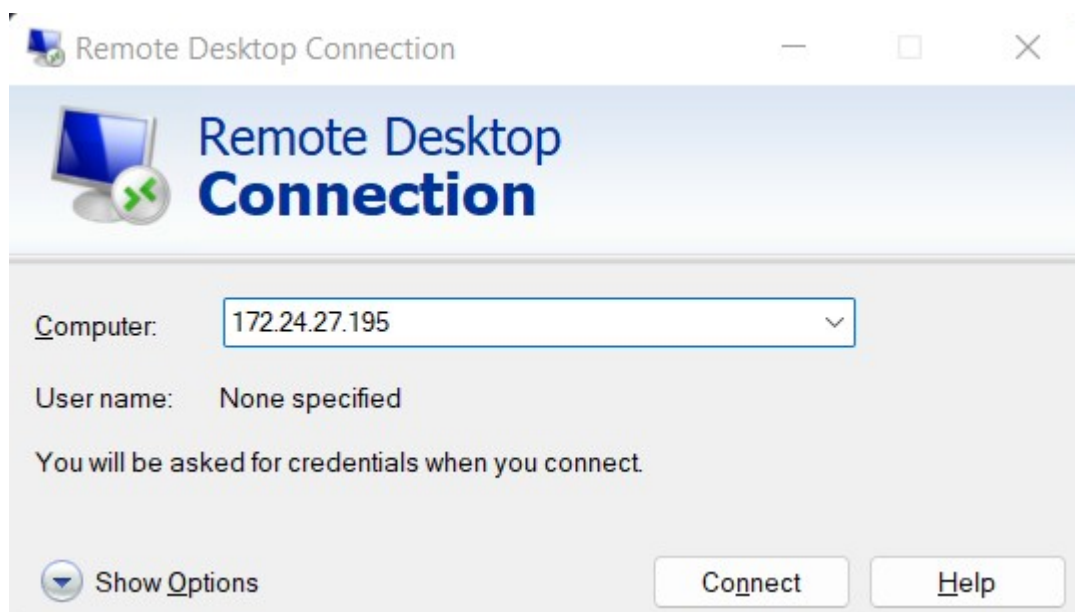 Remote Desktop Connection
Remote Desktop
Connection
Computer: 172.24.27.195
User name: None specified
You will be asked for credentials when you connect.
Show Options Connect Help